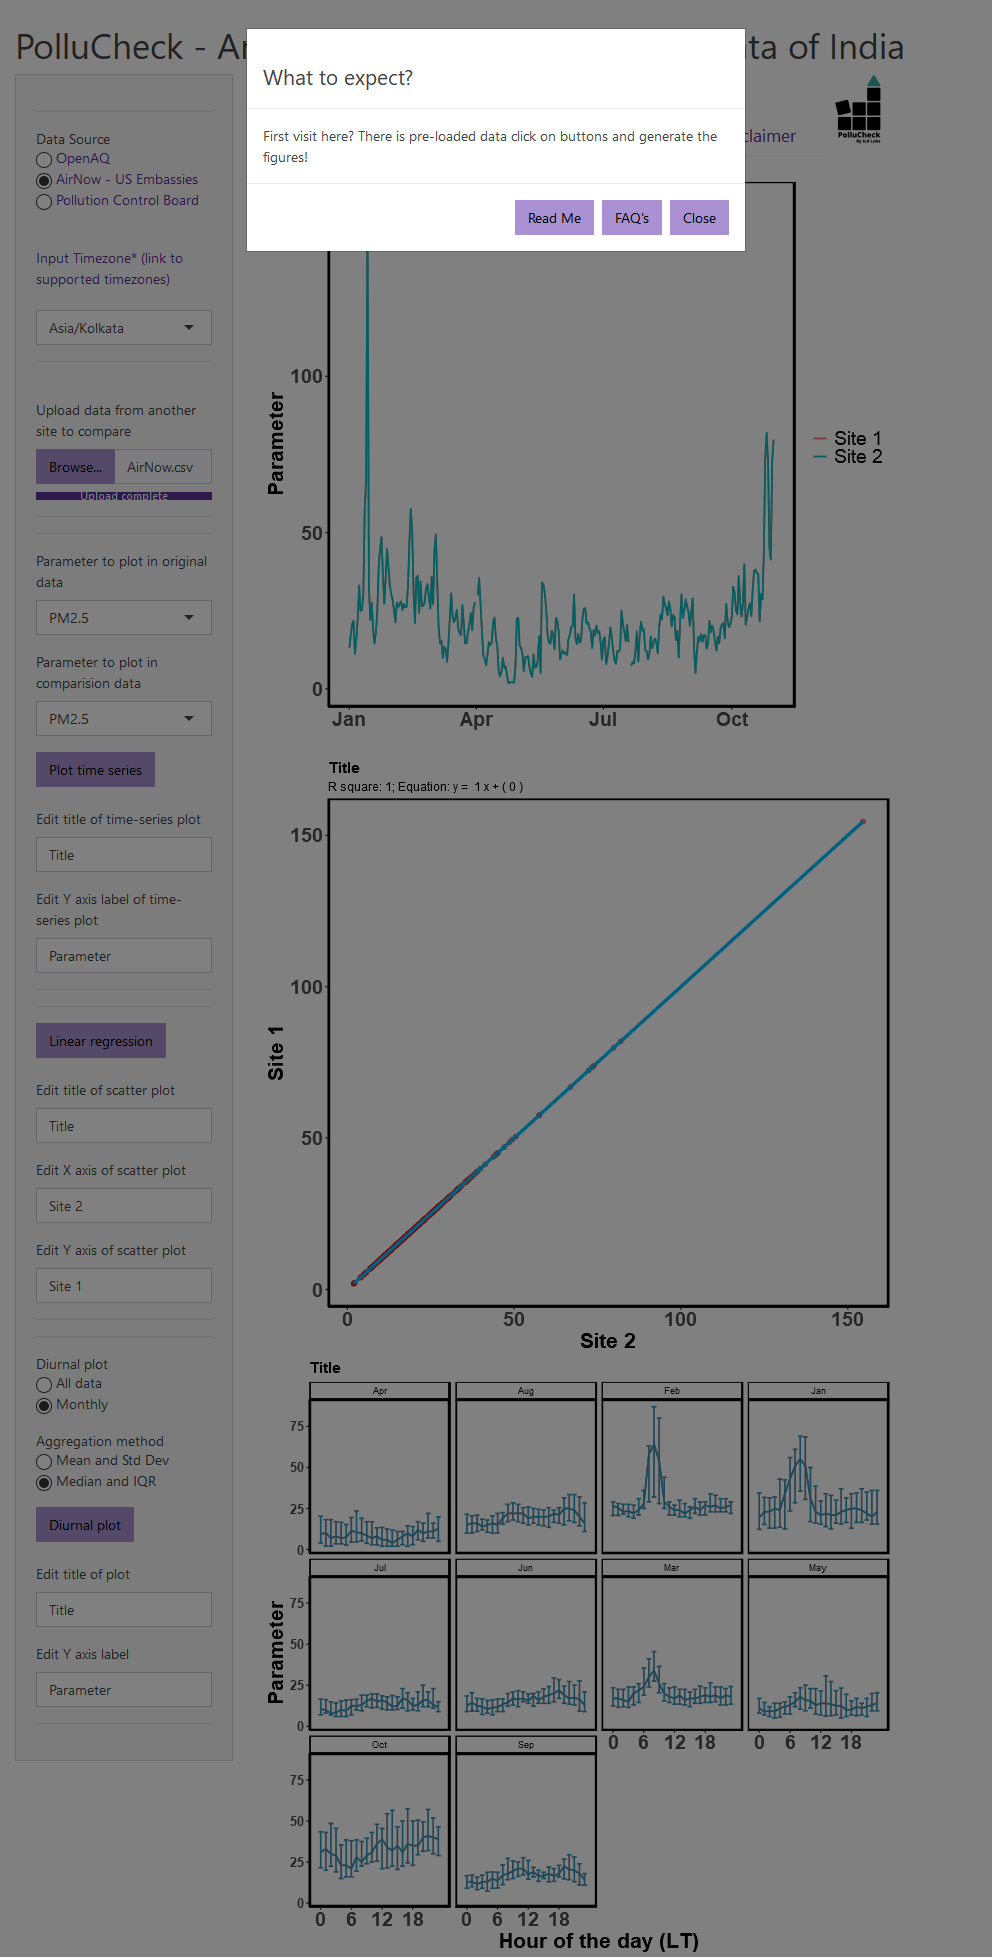 PolluCheck - An
ta of India
What to expect?
First visit here? There is pre-loaded data click on buttons and generate the
figures!
Read Me
FAQ's
Close
claimer
PolluCheck
By ILK Labs
Data Source
OpenAQ
AirNow - US Embassies
Pollution Control Board
Input Timezone* (link to
supported timezones)
Asia/Kolkata
Upload data from another
site to compare
Browse...
AirNow.csv
Upload complete
Parameter to plot in original
data
PM2.5
Parameter to plot in
comparision data
PM2.5
Plot time series
Edit title of time-series plot
Title
Edit Y axis label of time-
series plot
Parameter
Linear regression
Edit title of scatter plot
Title
Edit X axis of scatter plot
Site 2
Edit Y axis of scatter plot
Site 1
Diurnal plot
All data
Monthly
Aggregation method
Mean and Std Dev
Median and IQR
Diurnal plot
Edit title of plot
Title
Edit Y axis label
Parameter
100
50
0
Parameter
Jan Apr Jul Oct
Site 1
Site 2
Title
R square: 1; Equation: y = 1 x + ( 0 )
150
100
50
0
Site 1
0 50 100 150
Site 2
Title
Apr Aug Feb Jan
75
50
25
0
Jul Jun Mar May
75
50
25
0
Parameter
0 6 12 18 0 6 12 18
Oct Sep
75
50
25
0
0 6 12 18 0 6 12 18
Hour of the day (LT)